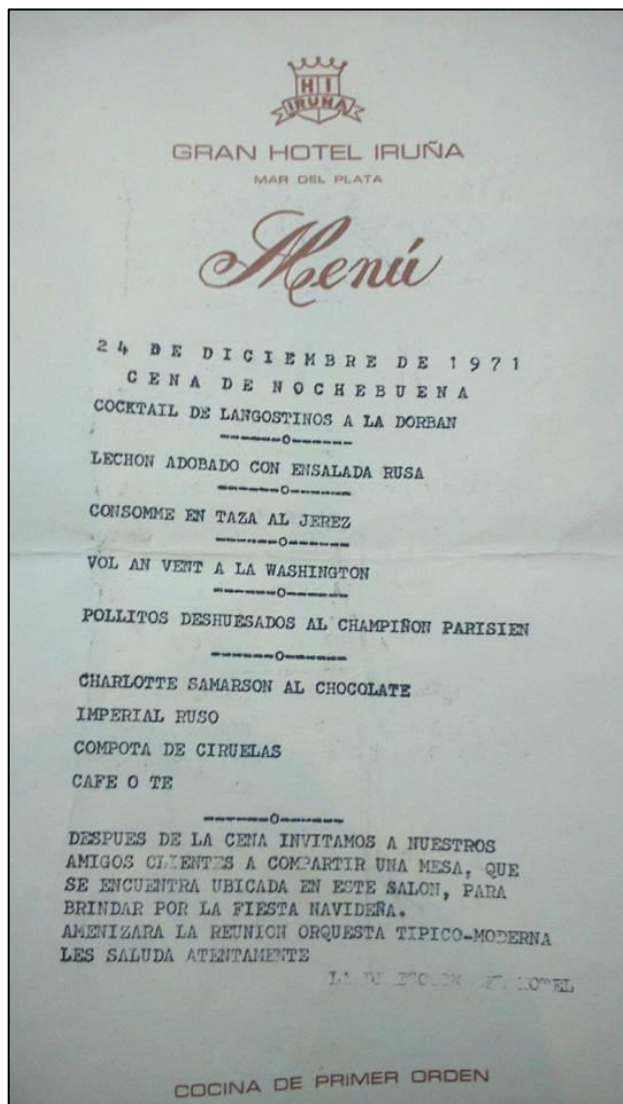 HI
IRUÑA
GRAN HOTEL IRUÑA
MAR DEL PLATA
Menú
24 DE DICIEMBRE DE 1971
CENA DE NOCHEBUENA
COCKTAIL DE LANGOSTINOS A LA DORBAN
------o------
LECHON ADOBADO CON ENSALADA RUSA
------o------
CONSOMME EN TAZA AL JEREZ
------o------
VOL AN VENT A LA WASHINGTON
------o------
POLLITOS DESHUESADOS AL CHAMPIÑON PARISIEN
------o------
CHARLOTTE SAMARSON AL CHOCOLATE
IMPERIAL RUSO
COMPOTA DE CIRUELAS
CAFE O TE
------o------
DESPUES DE LA CENA INVITAMOS A NUESTROS
AMIGOS CLIENTES A COMPARTIR UNA MESA, QUE
SE ENCUENTRA UBICADA EN ESTE SALON, PARA
BRINDAR POR LA FIESTA NAVIDEÑA.
AMENIZARA LA REUNION ORQUESTA TIPICO-MODERNA
LES SALUDA ATENTAMENTE
LA DIRECCION DEL HOTEL
COCINA DE PRIMER ORDEN